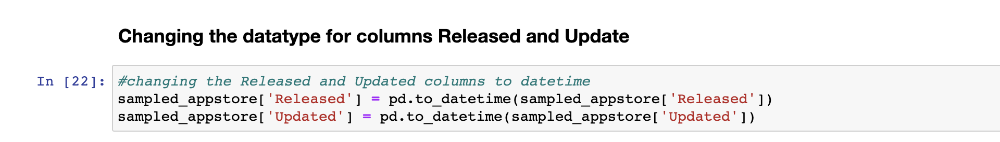 Changing the datatype for columns Released and Update
In [22]:
#changing the Released and Updated columns to datetime
sampled_appstore['Released'] = pd.to_datetime(sampled_appstore['Released'])
sampled_appstore['Updated'] = pd.to_datetime(sampled_appstore['Updated'])